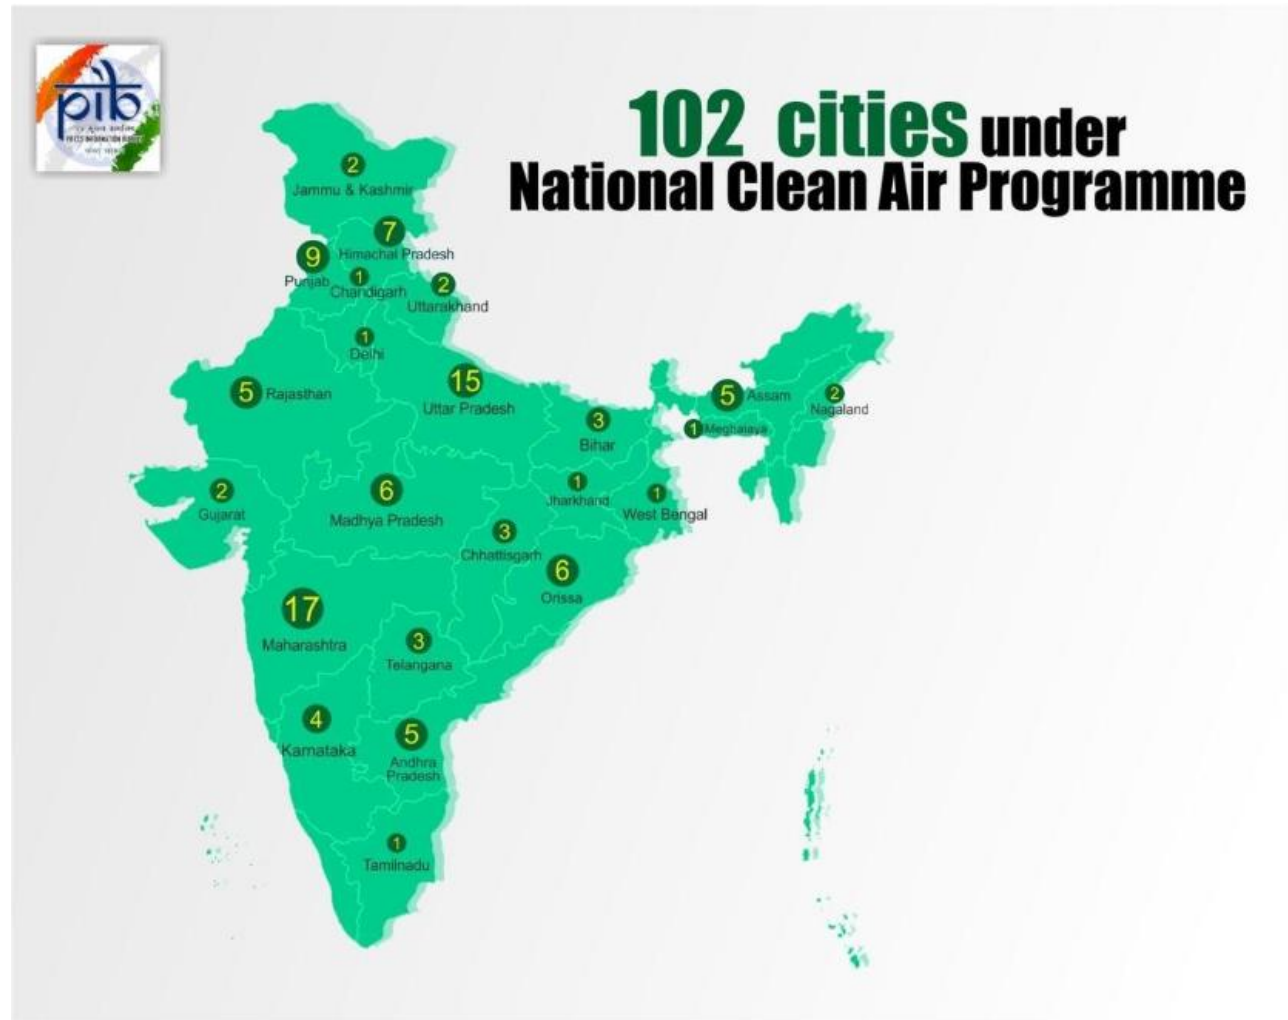 pib
102 cities under
National Clean Air Programme
2
Jammu & Kashmir
7
Himachal Pradesh
9
Punjab
1
Chandigarh
2
Uttarakhand
1
Delhi
5 Rajasthan
15
Uttar Pradesh
3
Bihar
5 Assam
2
Nagaland
1 Meghalaya
2
Gujarat
6
Madhya Pradesh
1
Jharkhand
1
West Bengal
3
Chhattisgarh
6
Orissa
17
Maharashtra
3
Telangana
4
Karnataka
5
Andhra
Pradesh
1
Tamilnadu